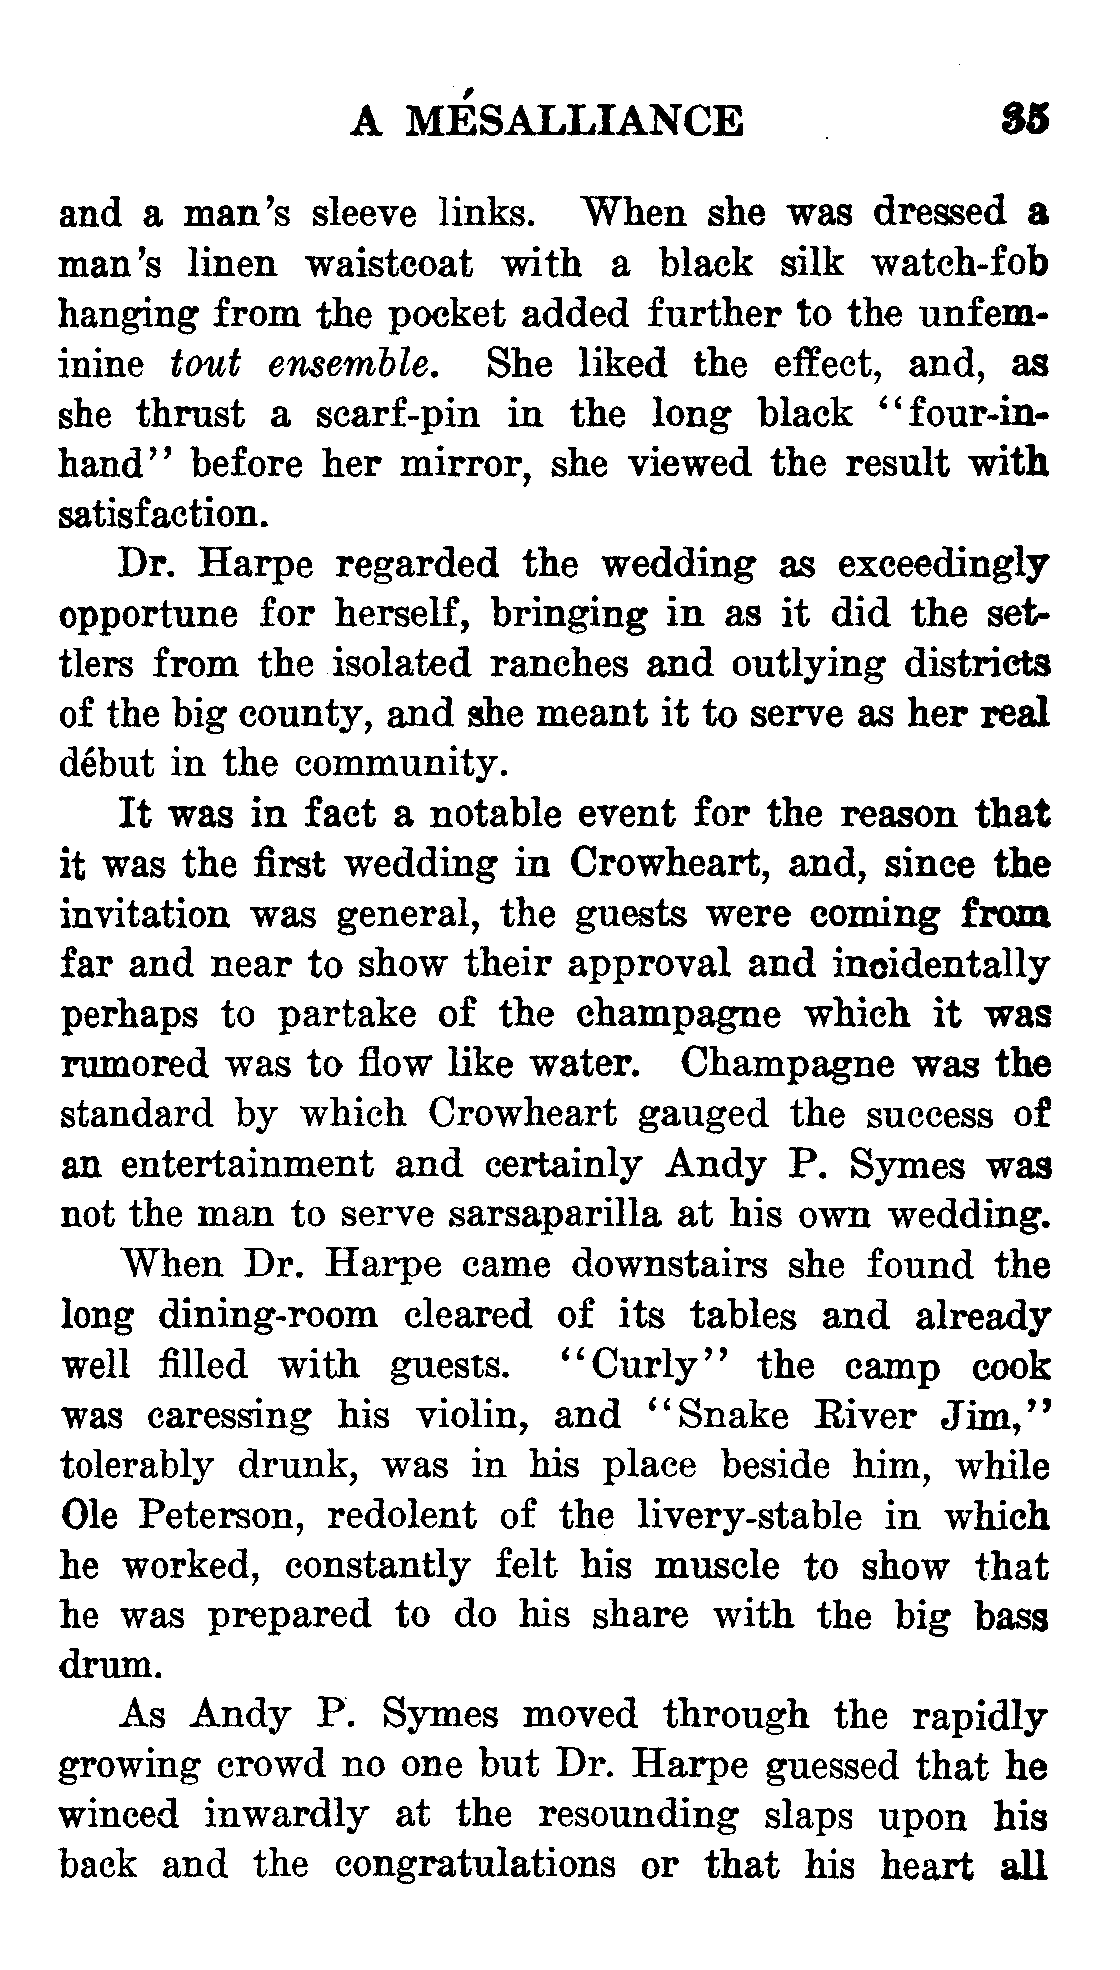 A MÉSALLIANCE 35
and a man's sleeve links. When she was dressed a
man's linen waistcoat with a black silk watch-fob
hanging from the pocket added further to the unfem-
inine tout ensemble. She liked the effect, and, as
she thrust a scarf-pin in the long black "four-in-
hand" before her mirror, she viewed the result with
satisfaction.
Dr. Harpe regarded the wedding as exceedingly
opportune for herself, bringing in as it did the set-
tlers from the isolated ranches and outlying districts
of the big county, and she meant it to serve as her real
début in the community.
It was in fact a notable event for the reason that
it was the first wedding in Crowheart, and, since the
invitation was general, the guests were coming from
far and near to show their approval and incidentally
perhaps to partake of the champagne which it was
rumored was to flow like water. Champagne was the
standard by which Crowheart gauged the success of
an entertainment and certainly Andy P. Symes was
not the man to serve sarsaparilla at his own wedding.
When Dr. Harpe came downstairs she found the
long dining-room cleared of its tables and already
well filled with guests. "Curly" the camp cook
was caressing his violin, and "Snake River Jim,"
tolerably drunk, was in his place beside him, while
Ole Peterson, redolent of the livery-stable in which
he worked, constantly felt his muscle to show that
he was prepared to do his share with the big bass
drum.
As Andy P. Symes moved through the rapidly
growing crowd no one but Dr. Harpe guessed that he
winced inwardly at the resounding slaps upon his
back and the congratulations or that his heart all